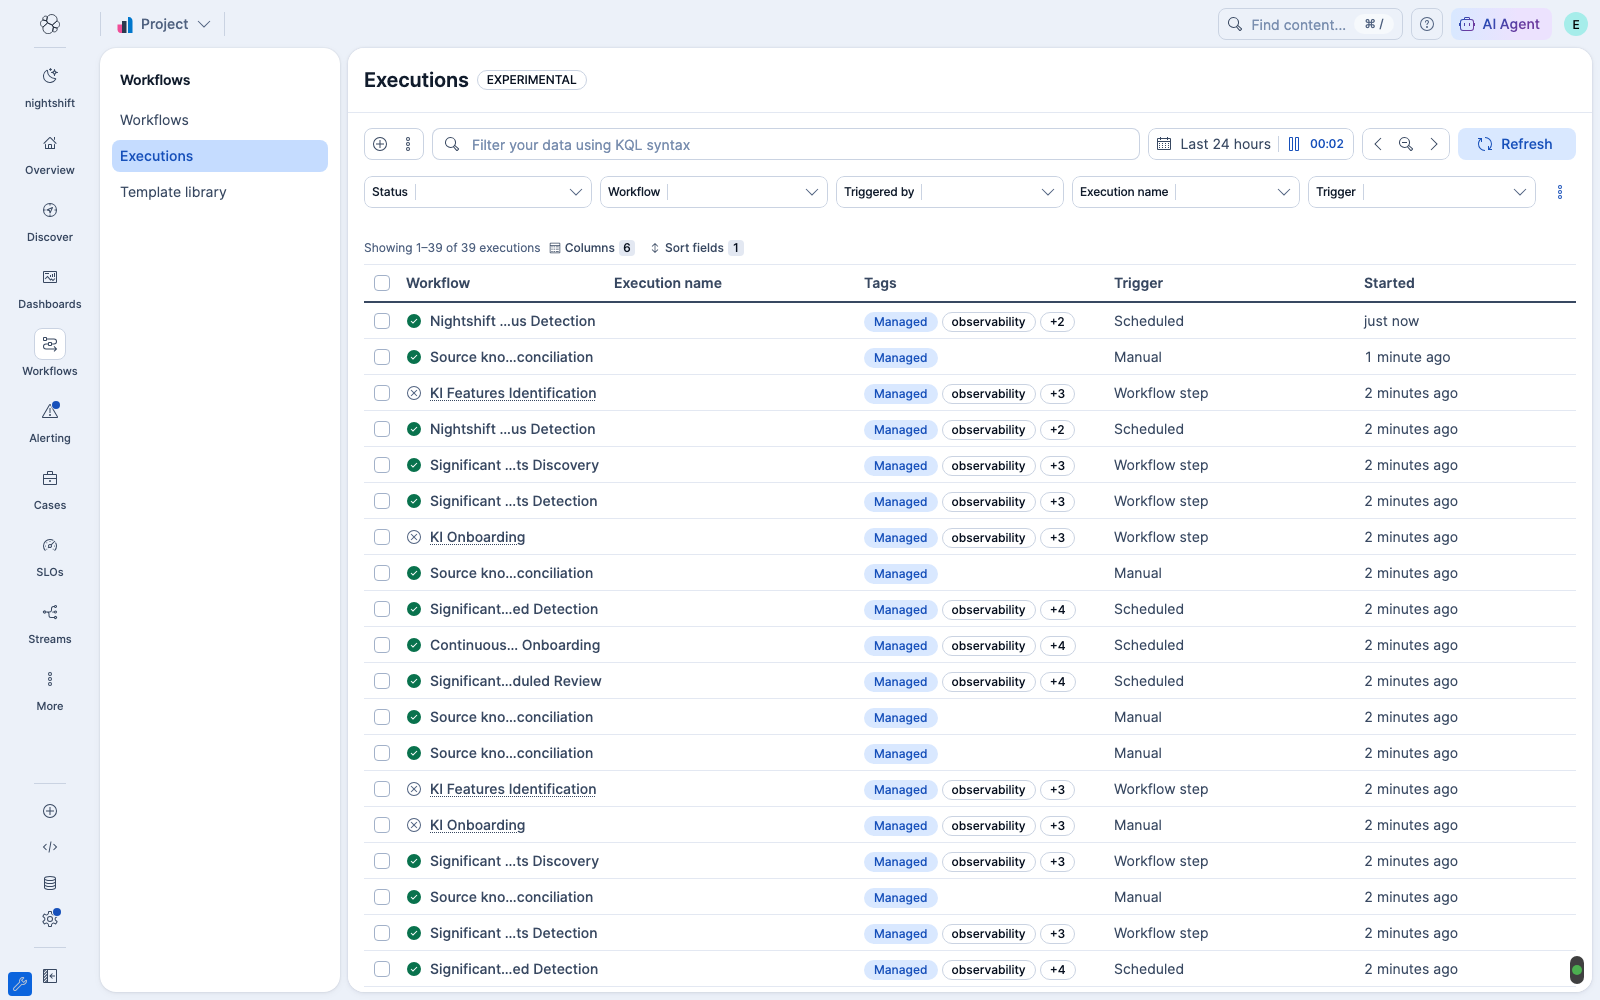 Project
Find content...
⌘ /
AI Agent
E
nightshift
Overview
Discover
Dashboards
Workflows
Alerting
Cases
SLOs
Streams
More
Workflows
Workflows
Executions
Template library
Executions EXPERIMENTAL
Filter your data using KQL syntax
Last 24 hours 00:02
Refresh
Status Workflow Triggered by Execution name Trigger
Showing 1–39 of 39 executions Columns 6 Sort fields 1
Workflow Execution name Tags Trigger Started
Nightshift ...us Detection Managed observability +2 Scheduled just now
Source kno...conciliation Managed Manual 1 minute ago
KI Features Identification Managed observability +3 Workflow step 2 minutes ago
Nightshift ...us Detection Managed observability +2 Scheduled 2 minutes ago
Significant ...ts Discovery Managed observability +3 Workflow step 2 minutes ago
Significant ...ts Detection Managed observability +3 Workflow step 2 minutes ago
KI Onboarding Managed observability +3 Workflow step 2 minutes ago
Source kno...conciliation Managed Manual 2 minutes ago
Significant...ed Detection Managed observability +4 Scheduled 2 minutes ago
Continuous... Onboarding Managed observability +4 Scheduled 2 minutes ago
Significant...duled Review Managed observability +4 Scheduled 2 minutes ago
Source kno...conciliation Managed Manual 2 minutes ago
Source kno...conciliation Managed Manual 2 minutes ago
KI Features Identification Managed observability +3 Workflow step 2 minutes ago
KI Onboarding Managed observability +3 Manual 2 minutes ago
Significant ...ts Discovery Managed observability +3 Workflow step 2 minutes ago
Source kno...conciliation Managed Manual 2 minutes ago
Significant ...ts Detection Managed observability +3 Workflow step 2 minutes ago
Significant...ed Detection Managed observability +4 Scheduled 2 minutes ago